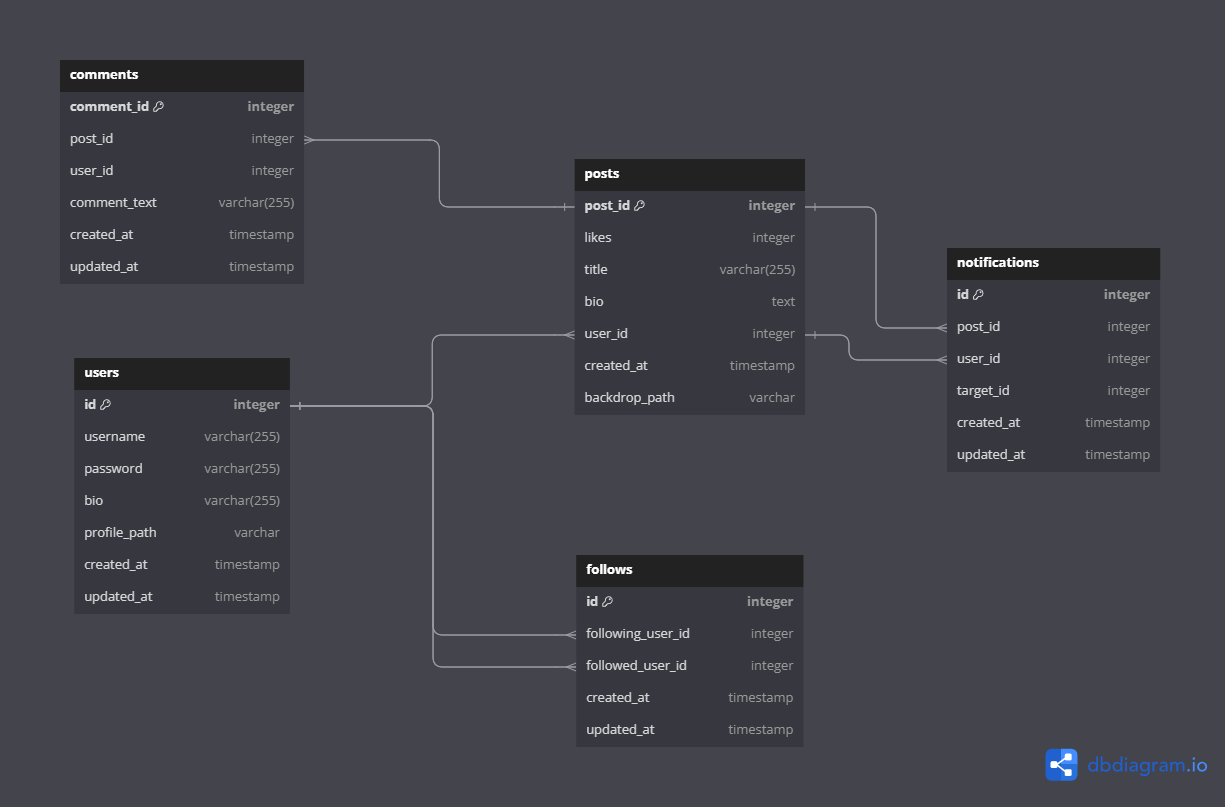 comments
comment_id integer
post_id integer
user_id integer
comment_text varchar(255)
created_at timestamp
updated_at timestamp
posts
post_id integer
likes integer
title varchar(255)
bio text
user_id integer
created_at timestamp
backdrop_path varchar
notifications
id integer
post_id integer
user_id integer
target_id integer
created_at timestamp
updated_at timestamp
users
id integer
username varchar(255)
password varchar(255)
bio varchar(255)
profile_path varchar
created_at timestamp
updated_at timestamp
follows
id integer
following_user_id integer
followed_user_id integer
created_at timestamp
updated_at timestamp
dbdiagram.io